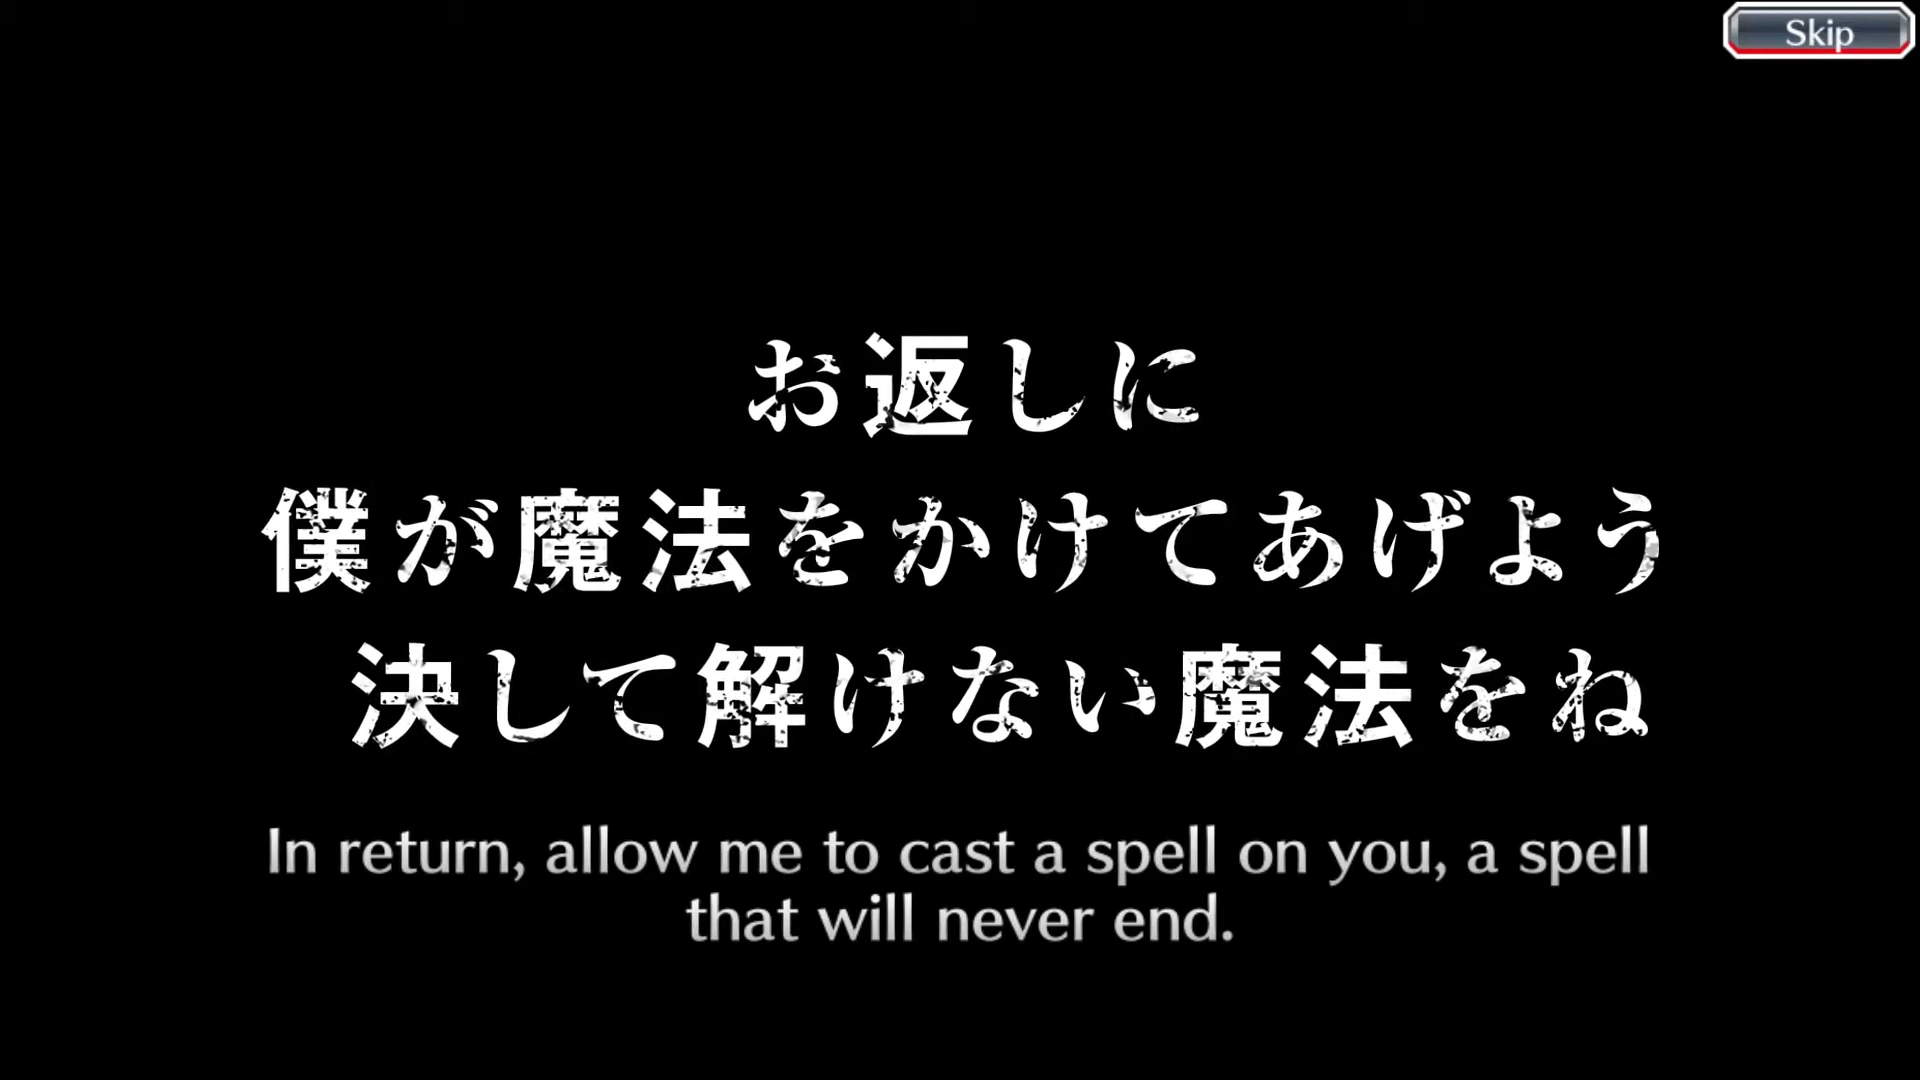 Skip
お返しに
僕が魔法をかけてあげよう
決して解けない魔法をね
In return, allow me to cast a spell on you, a spell
that will never end.